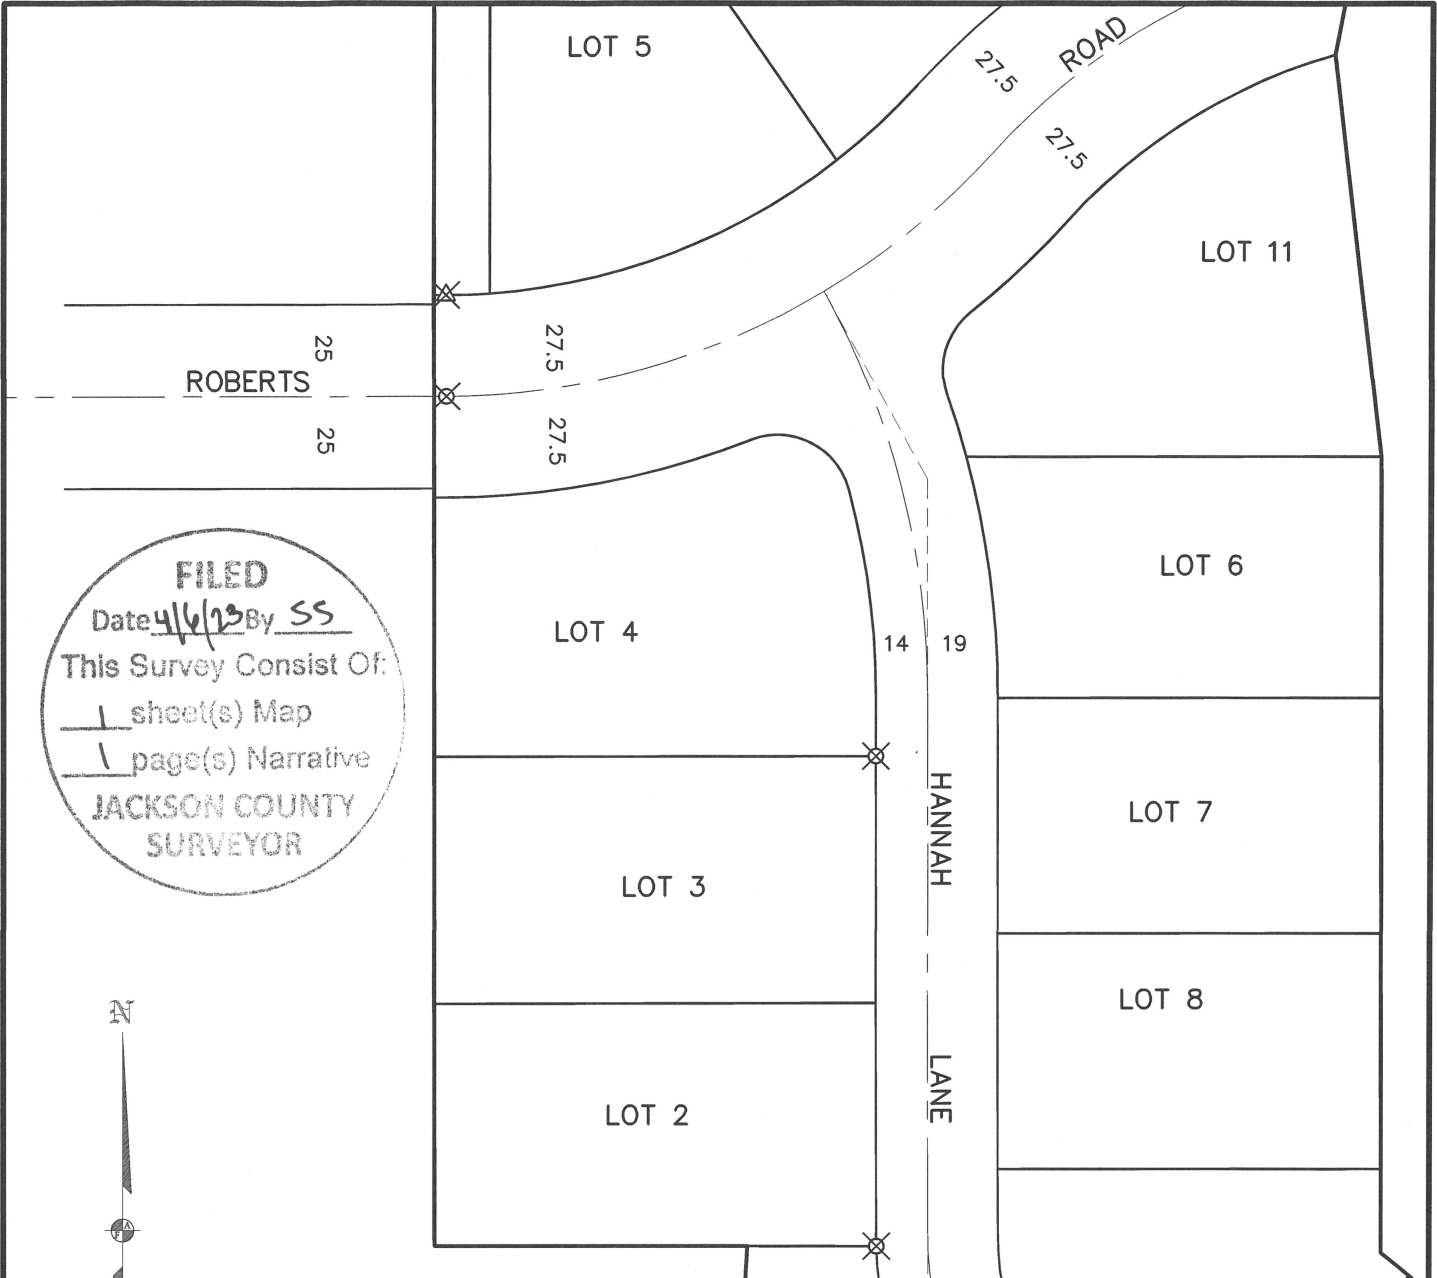 LOT 5
27.5
ROAD
27.5
LOT 11
25
27.5
ROBERTS
25
27.5
FILED
Date 4/6/23 By SS
This Survey Consist Of:
1 sheet(s) Map
1 page(s) Narrative
JACKSON COUNTY
SURVEYOR
LOT 6
LOT 4
14
19
LOT 7
HANNAH
LOT 3
LOT 8
N
LANE
LOT 2
A
F